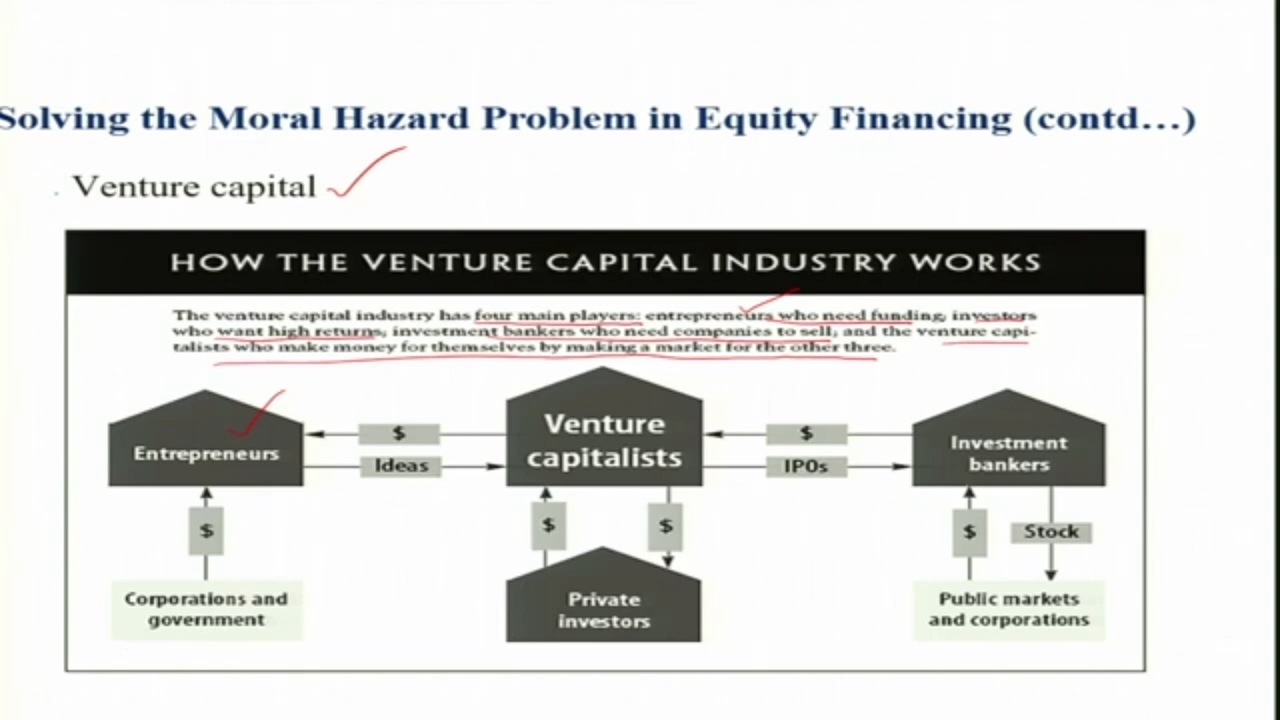 Solving the Moral Hazard Problem in Equity Financing (contd...)
Venture capital
HOW THE VENTURE CAPITAL INDUSTRY WORKS
The venture capital industry has four main players: entrepreneurs who need funding; investors
who want high returns; investment bankers who need companies to sell; and the venture capi-
talists who make money for themselves by making a market for the other three.
Entrepreneurs
$
Ideas
Venture
capitalists
$
IPOs
Investment
bankers
$
$
$
$
Stock
Corporations and
government
Private
investors
Public markets
and corporations